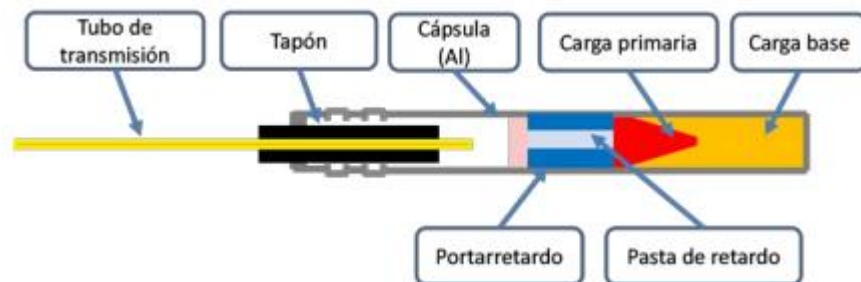 Tubo de
transmisión
Tapón
Cápsula
(Al)
Carga primaria
Carga base
Portarretardo
Pasta de retardo